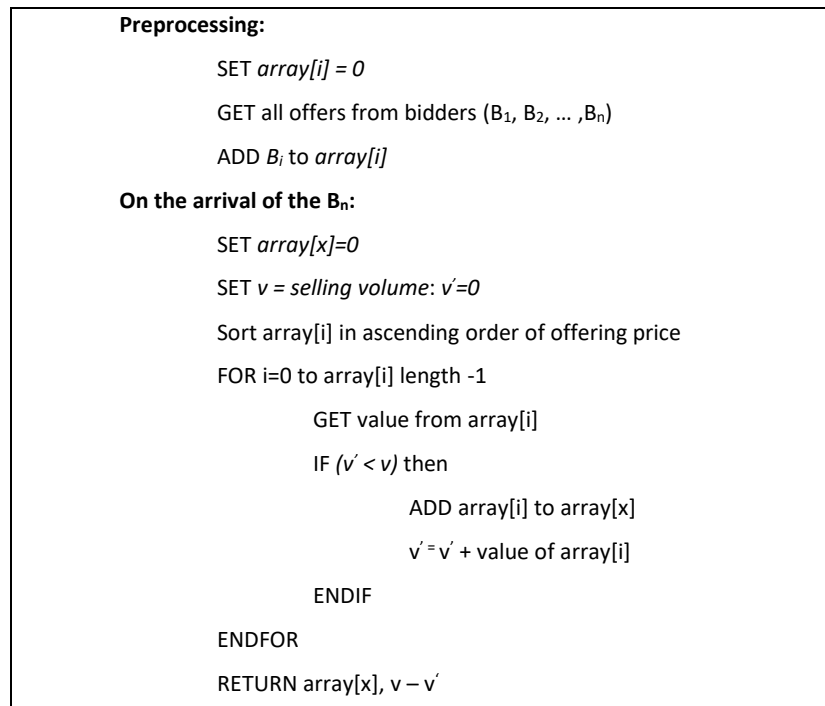 Preprocessing:
SET array[i] = 0
GET all offers from bidders (B₁, B₂, … ,Bₙ)
ADD Bᵢ to array[i]
On the arrival of the Bₙ:
SET array[x]=0
SET v = selling volume: v′=0
Sort array[i] in ascending order of offering price
FOR i=0 to array[i] length -1
GET value from array[i]
IF (v′ < v) then
ADD array[i] to array[x]
v′ = v′ + value of array[i]
ENDIF
ENDFOR
RETURN array[x], v – v′